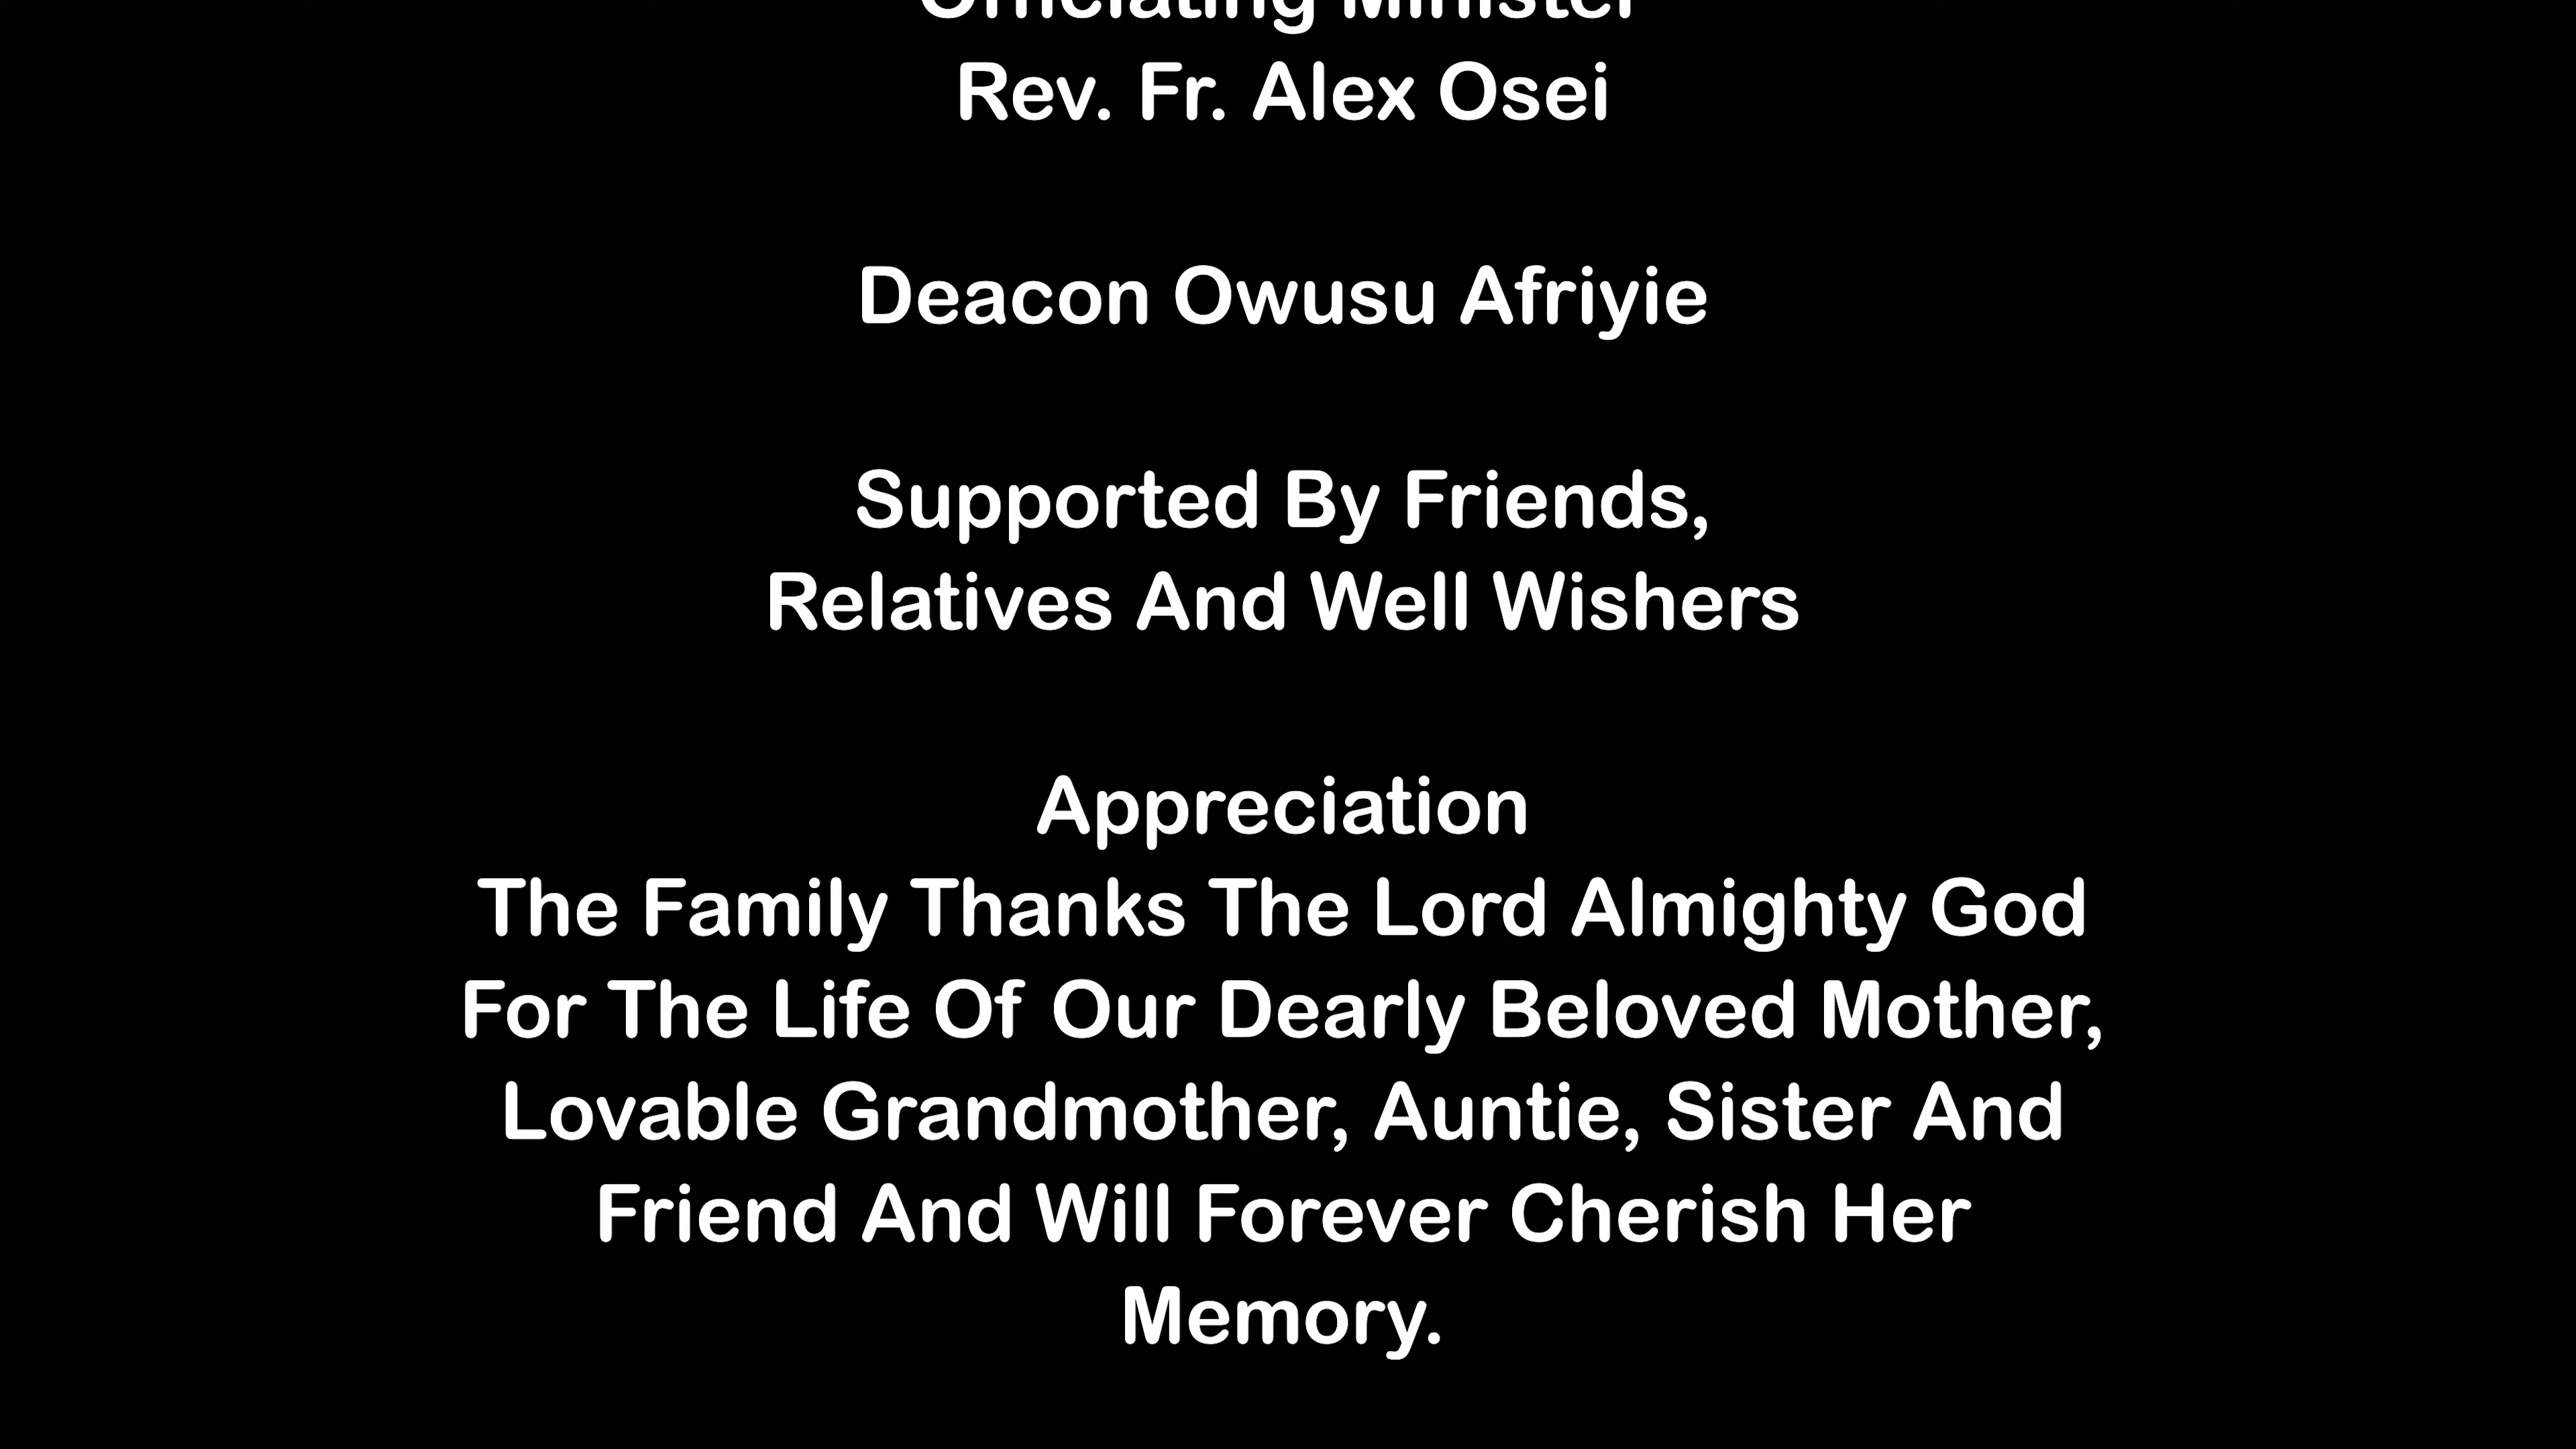 Officiating Minister
Rev. Fr. Alex Osei
Deacon Owusu Afriyie
Supported By Friends,
Relatives And Well Wishers
Appreciation
The Family Thanks The Lord Almighty God
For The Life Of Our Dearly Beloved Mother,
Lovable Grandmother, Auntie, Sister And
Friend And Will Forever Cherish Her
Memory.